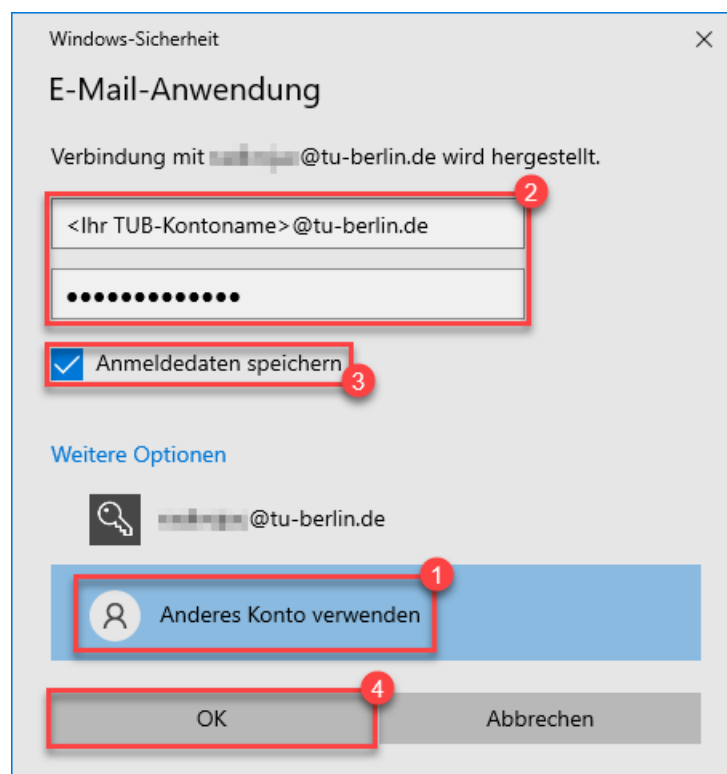 Windows-Sicherheit
E-Mail-Anwendung
Verbindung mit @tu-berlin.de wird hergestellt.
2
<Ihr TUB-Kontoname>@tu-berlin.de
•••••••••••••
Anmeldedaten speichern
3
Weitere Optionen
@tu-berlin.de
1
Anderes Konto verwenden
4
OK Abbrechen